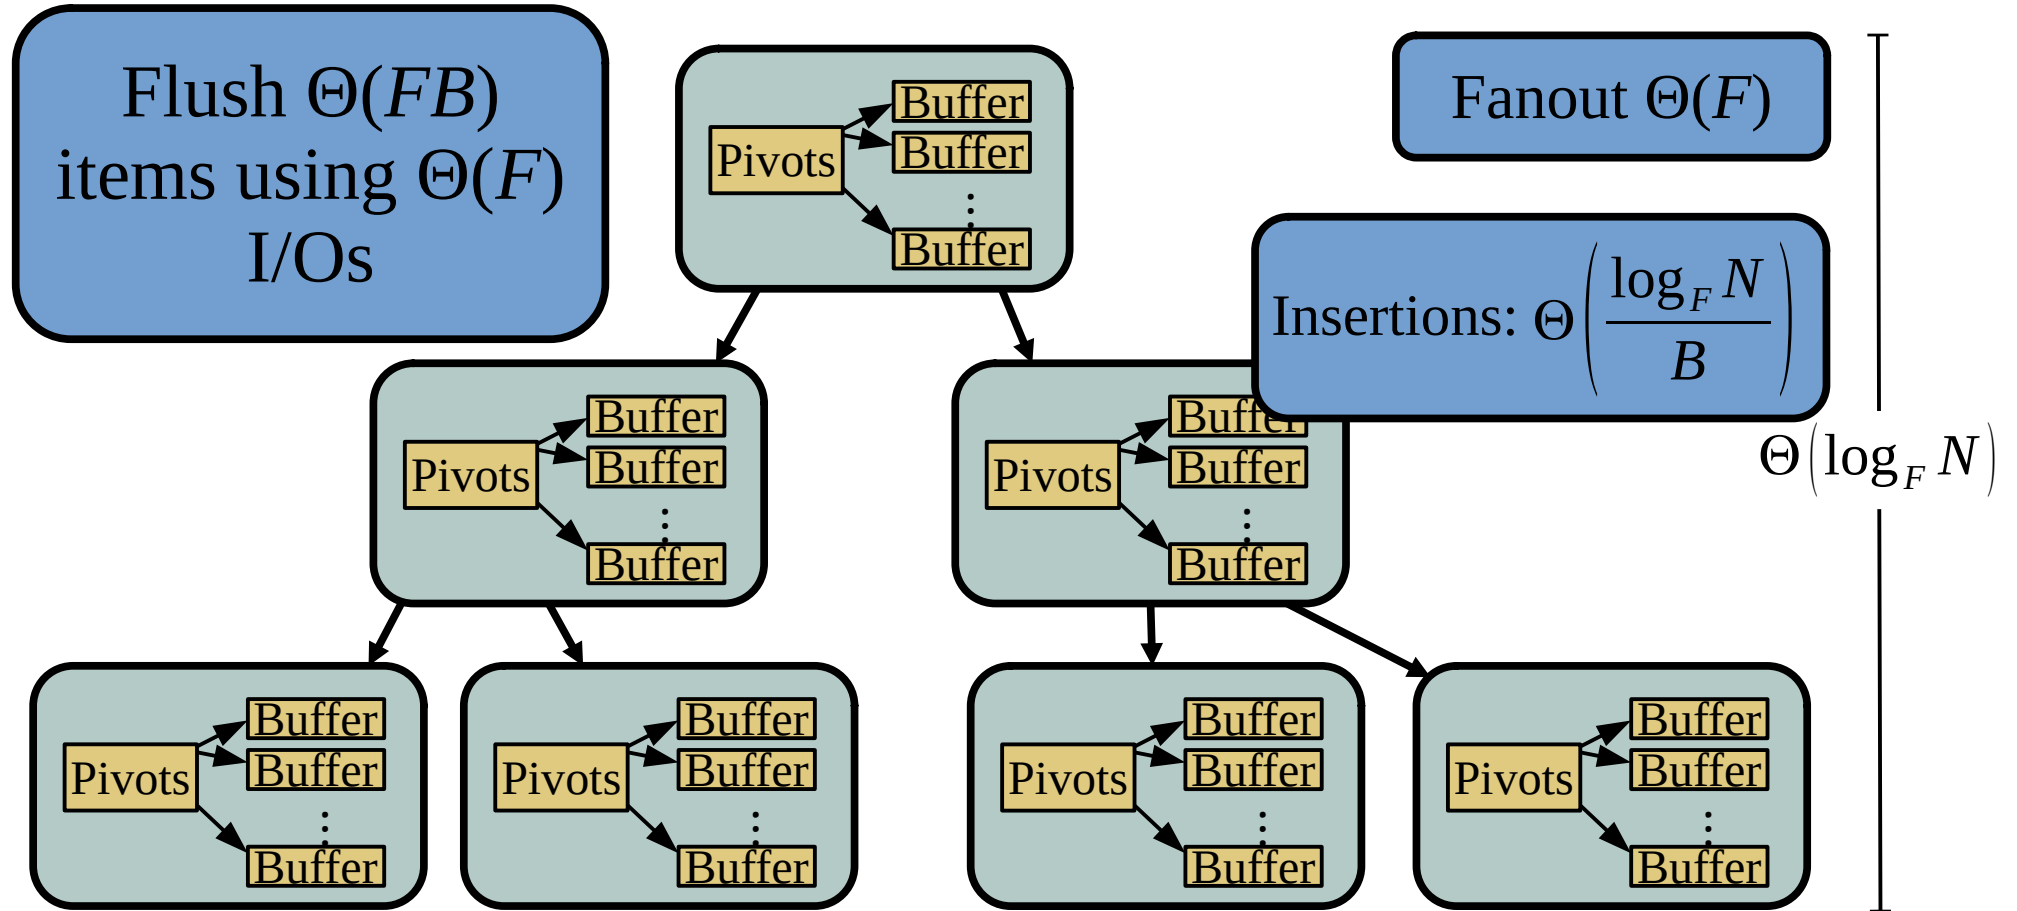 Flush Θ(FB)
items using Θ(F)
I/Os
Buffer
Buffer
Pivots
⋮
Buffer
Fanout Θ(F)
Insertions: Θ(log_F N / B)
Θ(log_F N)
Buffer
Buffer
Pivots
⋮
Buffer
Buffer
Buffer
Pivots
⋮
Buffer
Buffer
Buffer
Pivots
⋮
Buffer
Buffer
Buffer
Pivots
⋮
Buffer
Buffer
Buffer
Pivots
⋮
Buffer
Buffer
Buffer
Pivots
⋮
Buffer